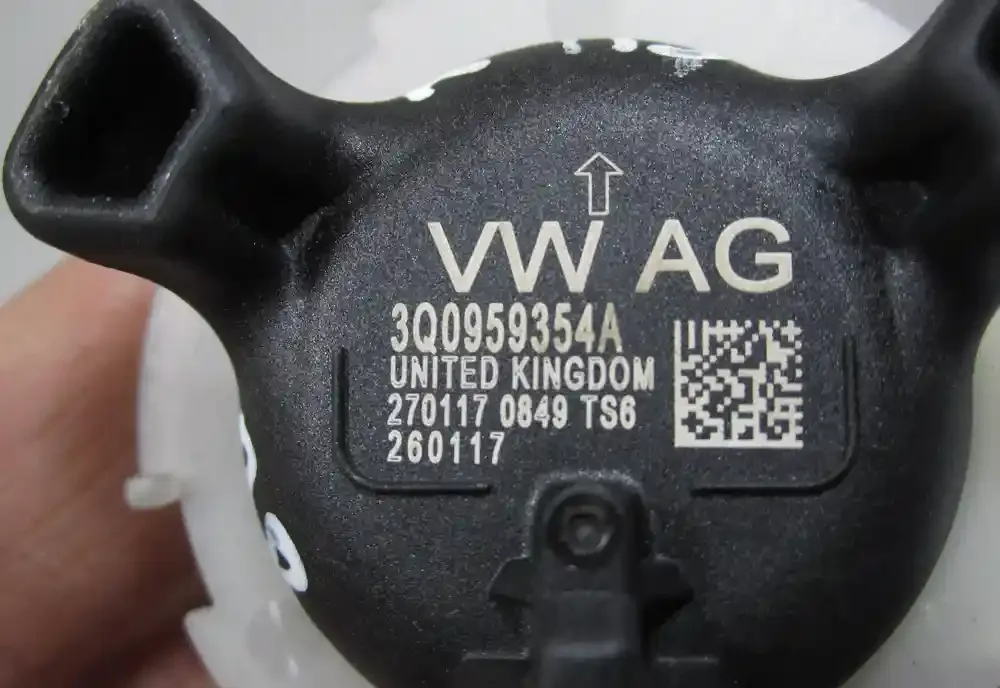 VW AG
3Q0959354A
UNITED KINGDOM
270117 0849 TS6
260117